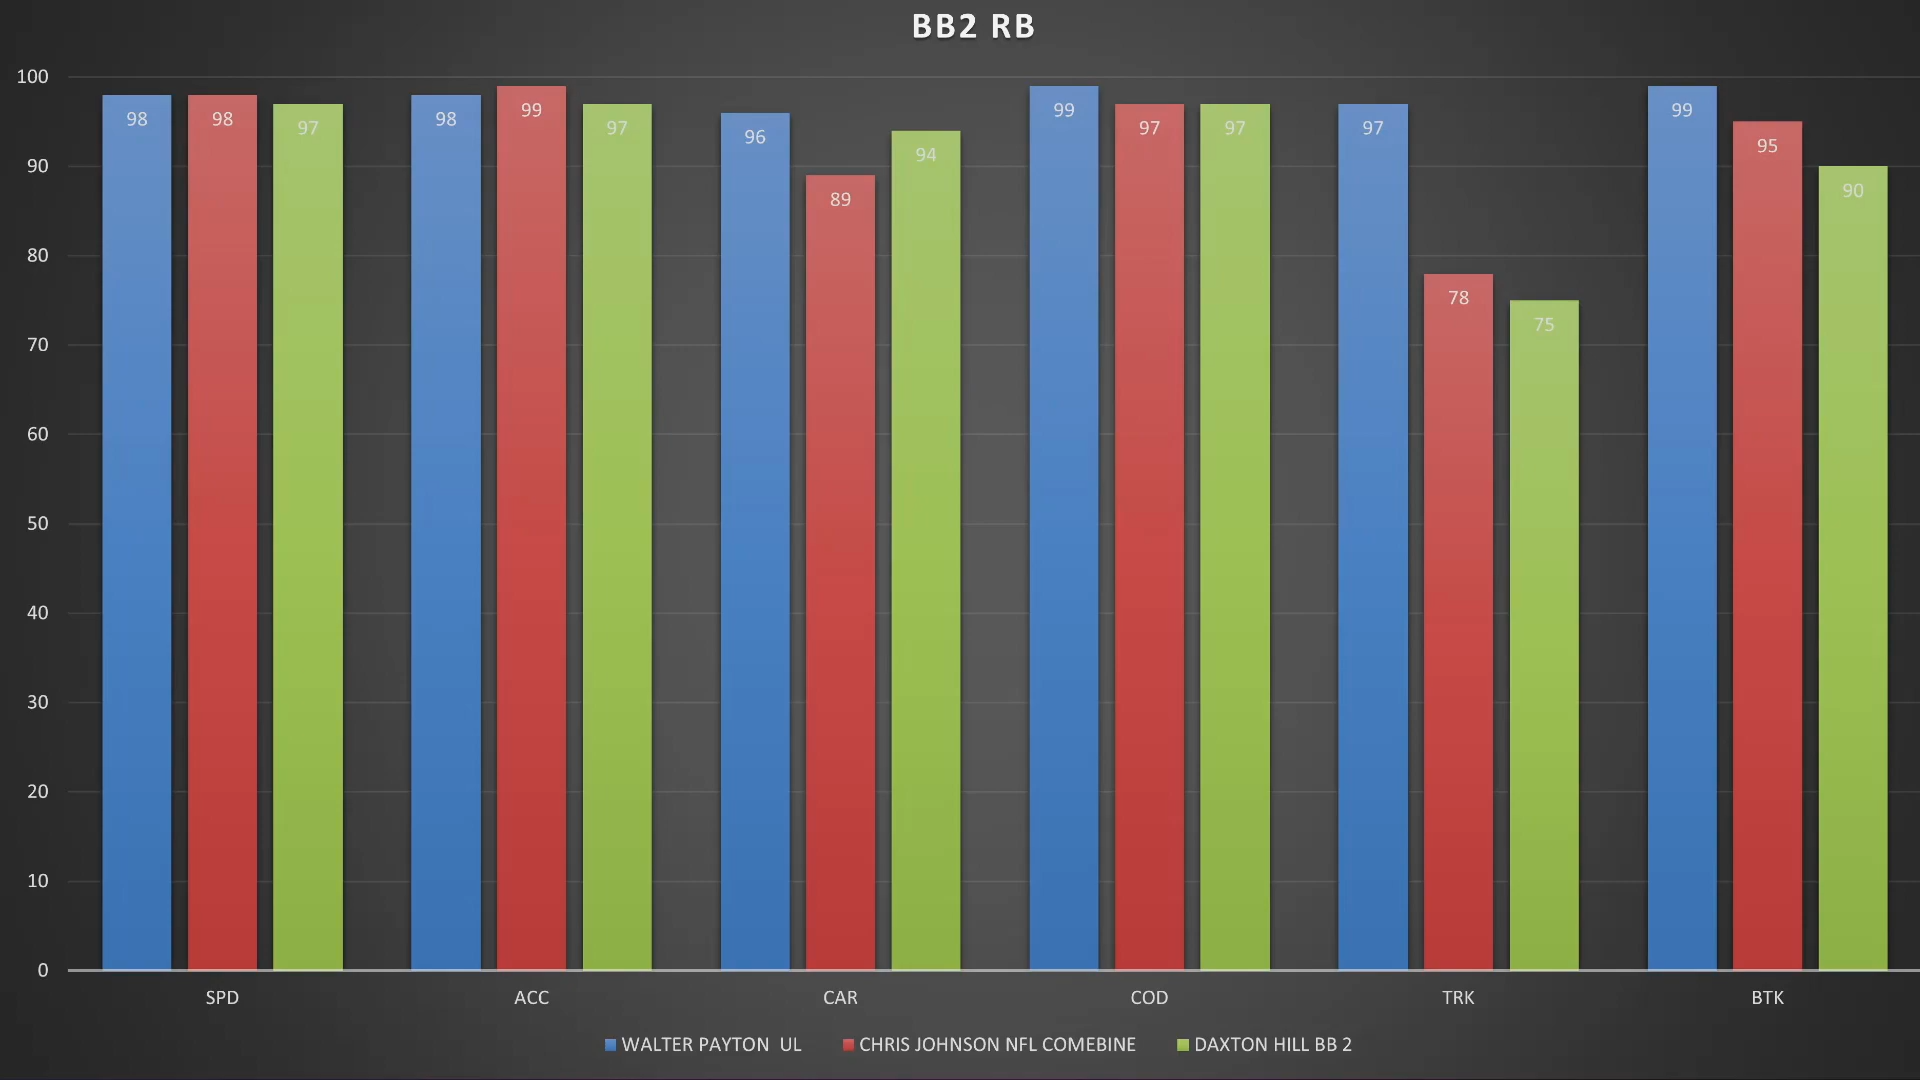 BB2 RB
100
90
80
70
60
50
40
30
20
10
0
98 98 97
98 99 97
96 89 94
99 97 97
97 78 75
99 95 90
SPD ACC CAR COD TRK BTK
WALTER PAYTON UL CHRIS JOHNSON NFL COMEBINE DAXTON HILL BB 2